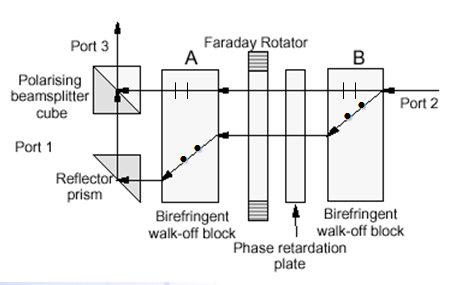 Port 3
A
Faraday Rotator
B
Polarising
beamsplitter
cube
Port 2
Port 1
Reflector
prism
Birefringent
walk-off block
Birefringent
walk-off block
Phase retardation
plate